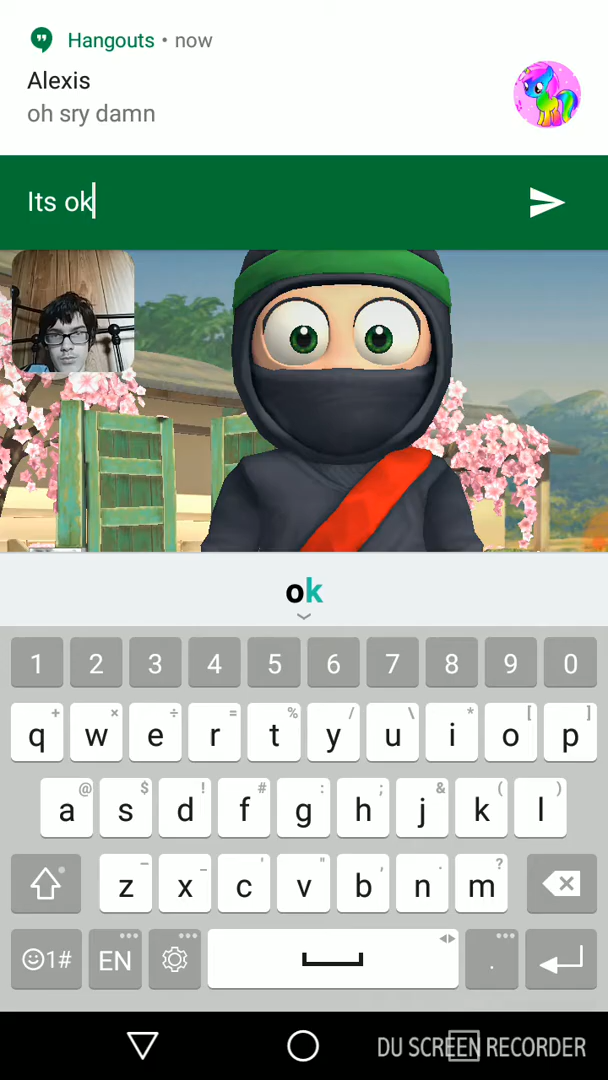 Hangouts • now
Alexis
oh sry damn
Its ok
ok
1 2 3 4 5 6 7 8 9 0
+ × ÷ = % / \ * [ ]
q w e r t y u i o p
@ $ ! # : ; & ( )
a s d f g h j k l
– _ ' " , . ?
z x c v b n m
1# EN .
DU SCREEN RECORDER